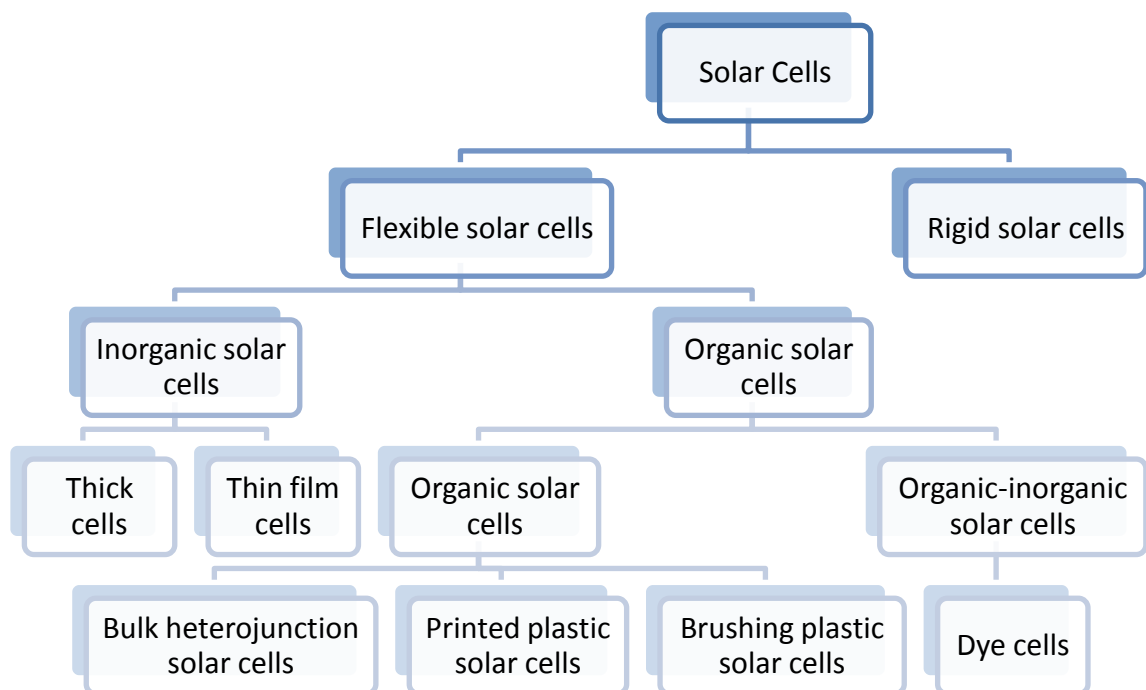 Solar Cells
Flexible solar cells
Rigid solar cells
Inorganic solar
cells
Organic solar
cells
Thick
cells
Thin film
cells
Organic solar
cells
Organic-inorganic
solar cells
Bulk heterojunction
solar cells
Printed plastic
solar cells
Brushing plastic
solar cells
Dye cells